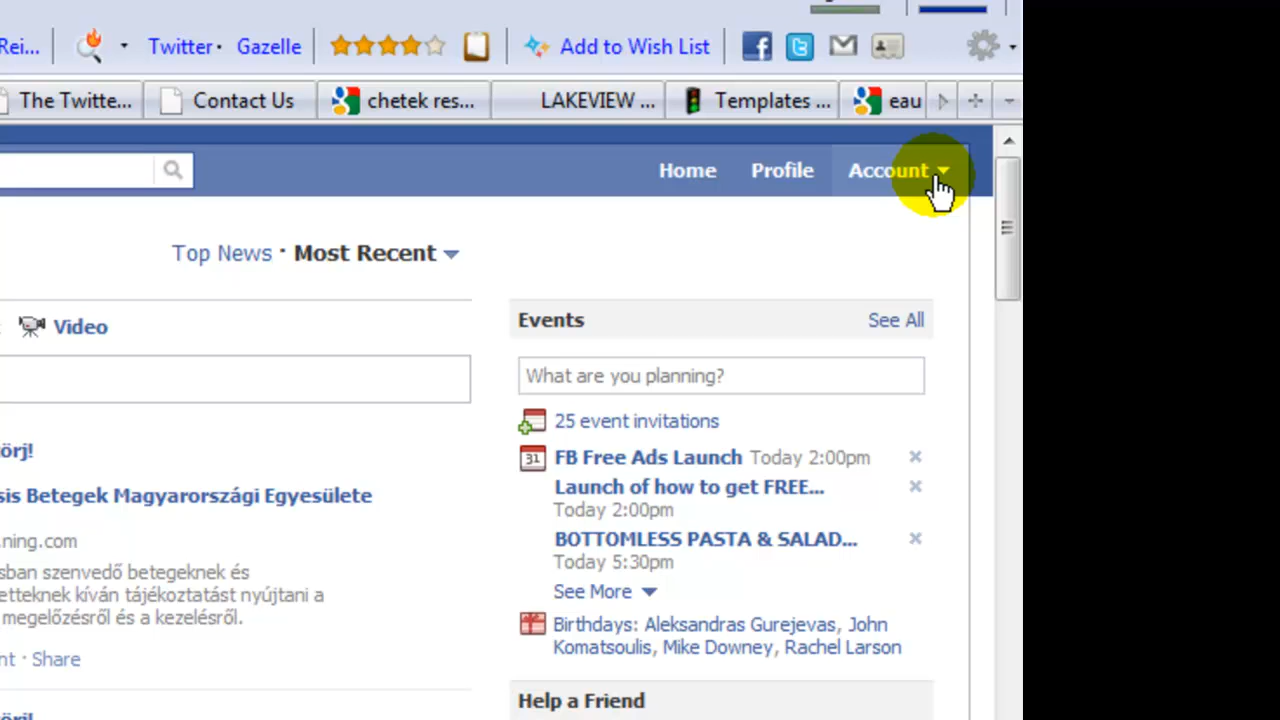 Rei...
Twitter· Gazelle
Add to Wish List
The Twitte...
Contact Us
chetek res...
LAKEVIEW ...
Templates ...
eau
Home
Profile
Account
Top News · Most Recent
Video
Events
See All
What are you planning?
25 event invitations
31
FB Free Ads Launch Today 2:00pm
Launch of how to get FREE...
Today 2:00pm
BOTTOMLESS PASTA & SALAD...
Today 5:30pm
See More
Birthdays: Aleksandras Gurejevas, John
Komatsoulis, Mike Downey, Rachel Larson
Help a Friend
örj!
sis Betegek Magyarországi Egyesülete
.ning.com
sban szenvedő betegeknek és
etteknek kíván tájékoztatást nyújtani a
megelőzésről és a kezelésről.
nt · Share